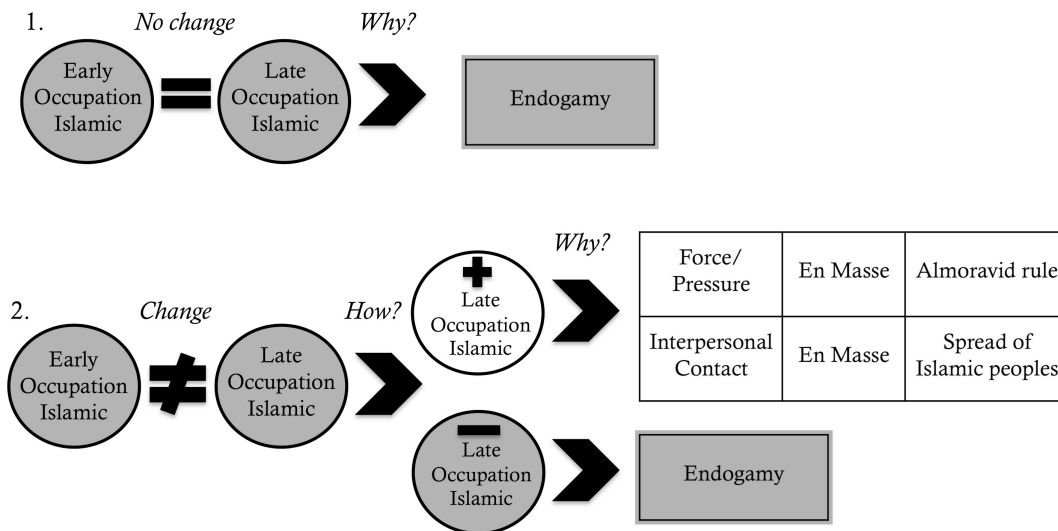 1.
No change
Why?
Early
Occupation
Islamic
=
Late
Occupation
Islamic
Endogamy
2.
Change
How?
Why?
Early
Occupation
Islamic
≠
Late
Occupation
Islamic
+
Late
Occupation
Islamic
Force/
Pressure
En Masse
Almoravid rule
Interpersonal
Contact
En Masse
Spread of
Islamic peoples
−
Late
Occupation
Islamic
Endogamy